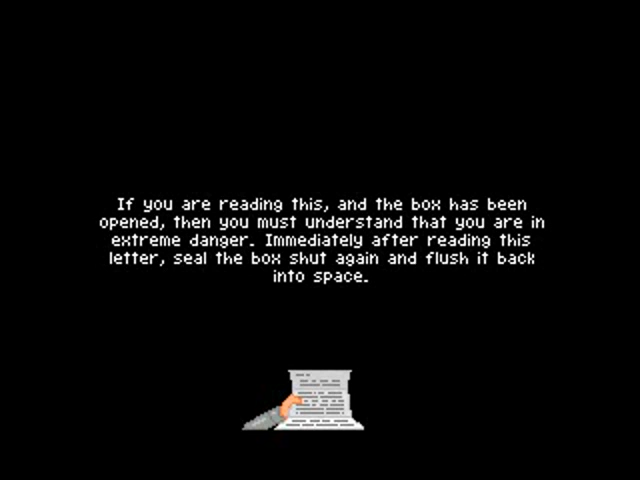 If you are reading this, and the box has been
opened, then you must understand that you are in
extreme danger. Immediately after reading this
letter, seal the box shut again and flush it back
into space.